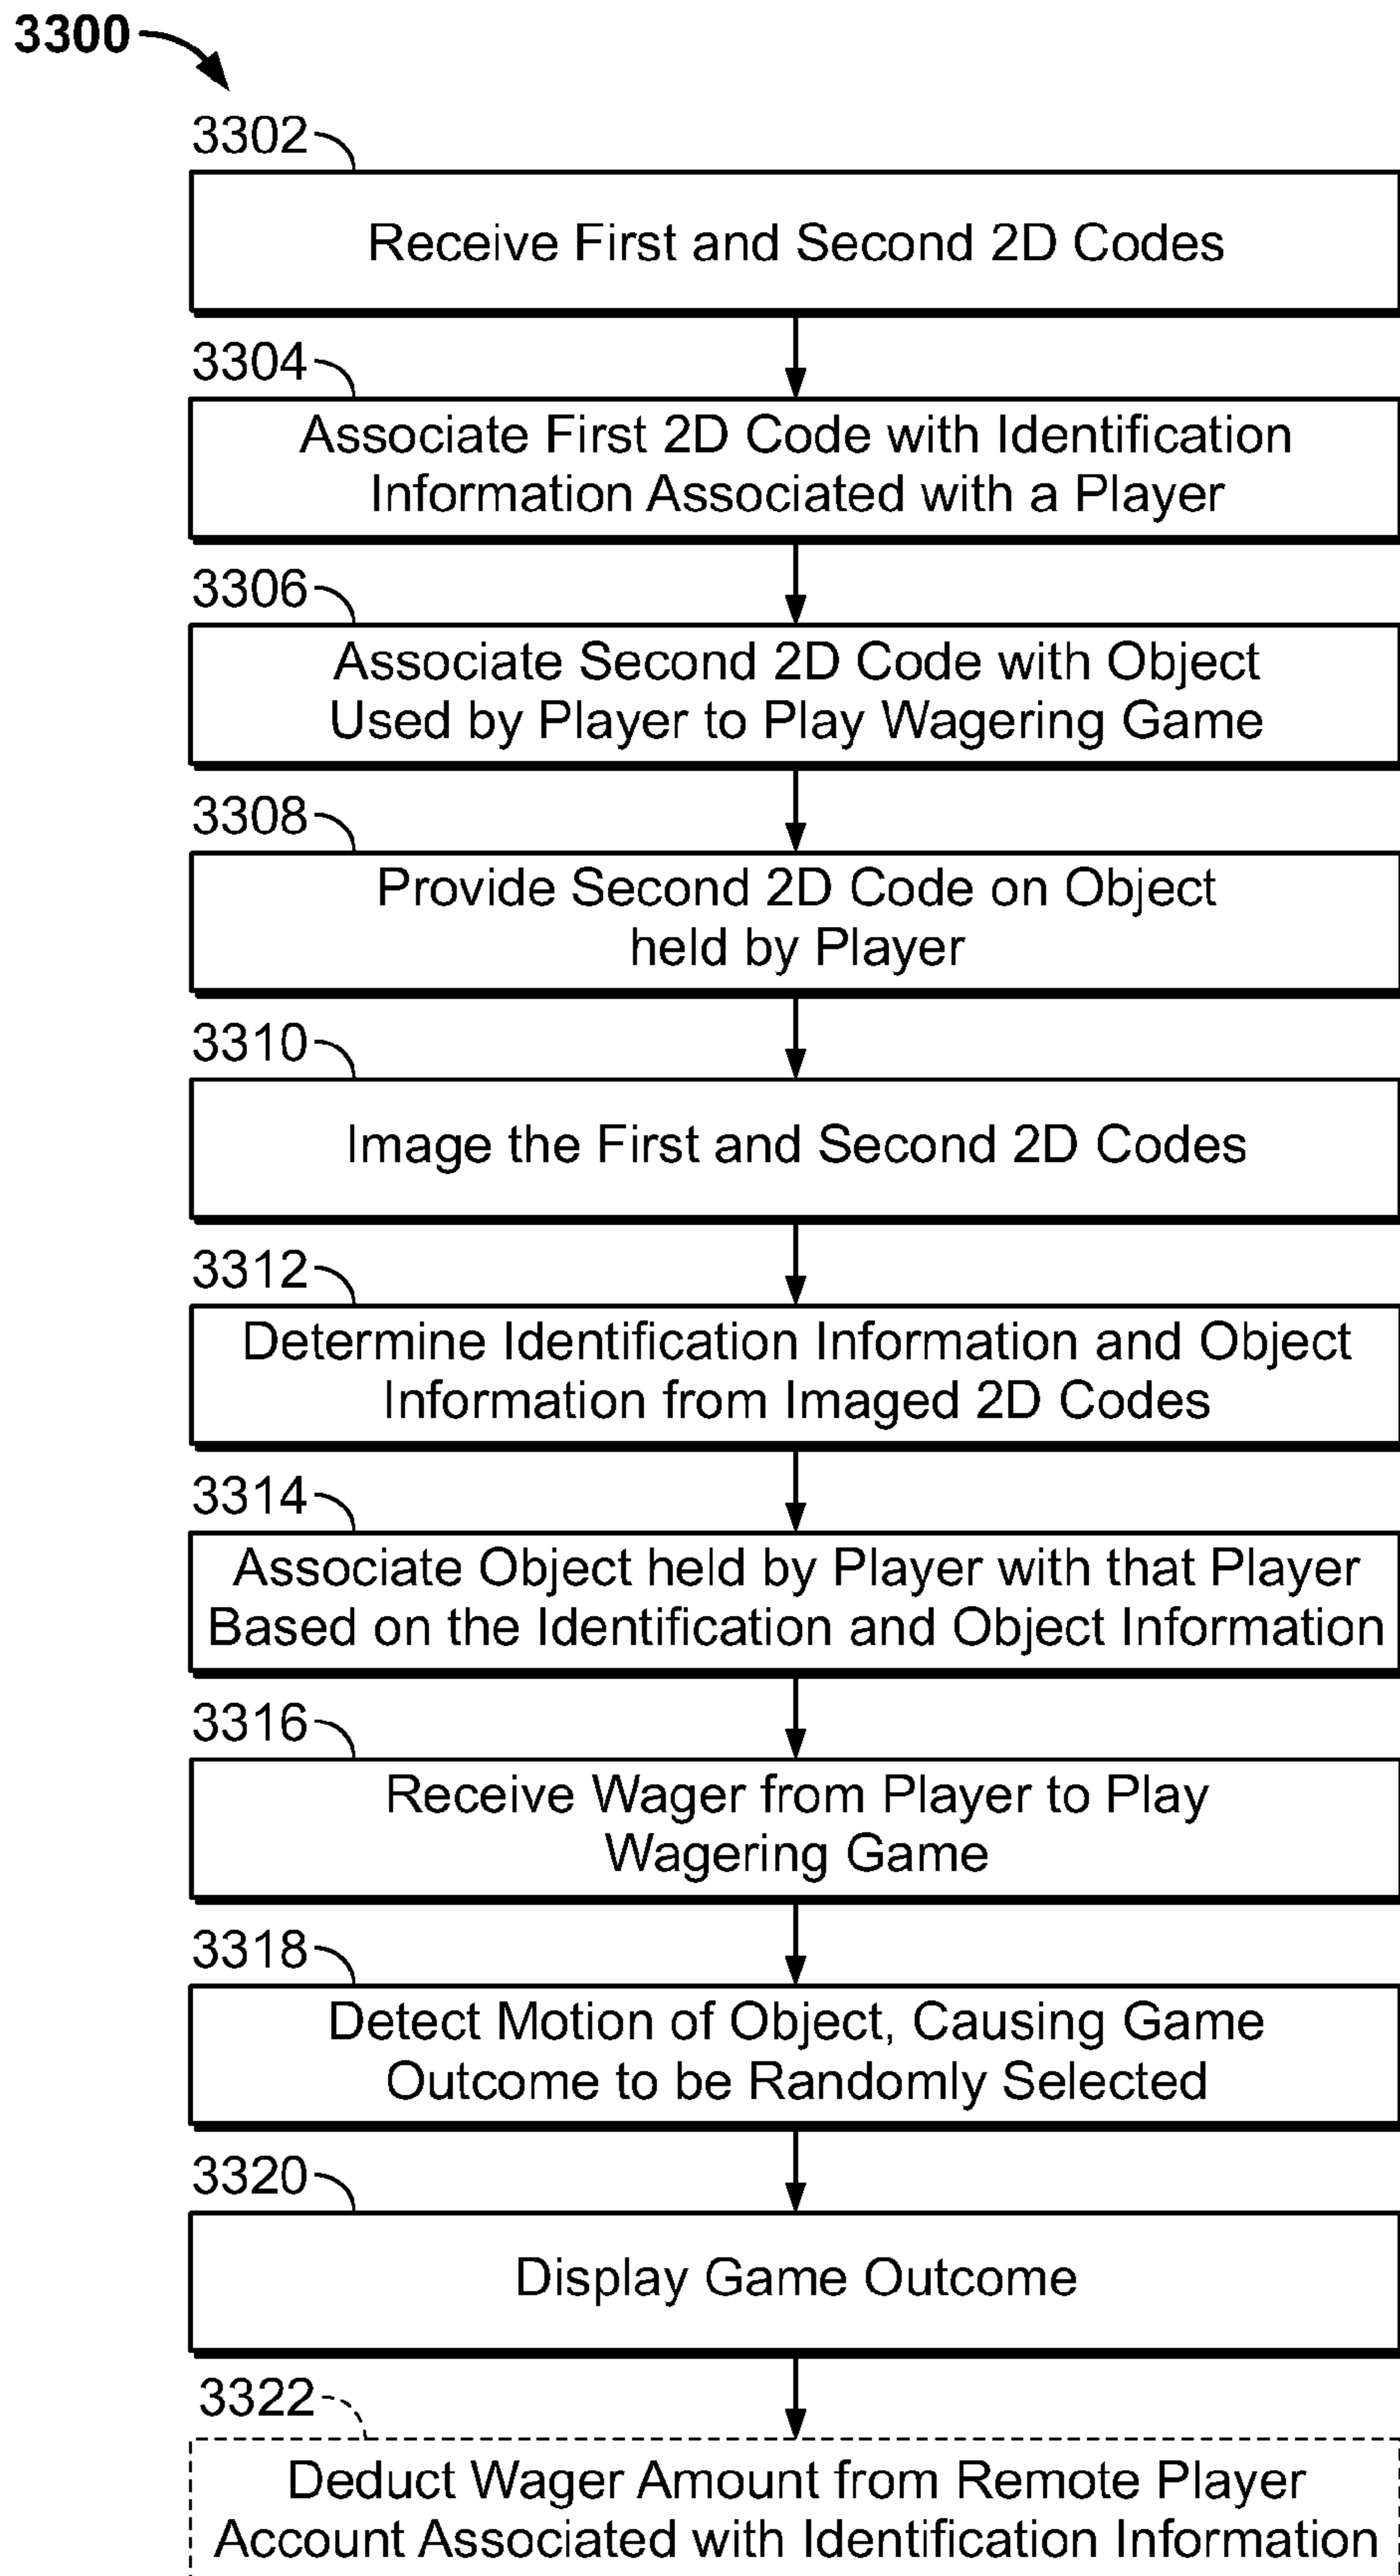 3300
3302
Receive First and Second 2D Codes
3304
Associate First 2D Code with Identification
Information Associated with a Player
3306
Associate Second 2D Code with Object
Used by Player to Play Wagering Game
3308
Provide Second 2D Code on Object
held by Player
3310
Image the First and Second 2D Codes
3312
Determine Identification Information and Object
Information from Imaged 2D Codes
3314
Associate Object held by Player with that Player
Based on the Identification and Object Information
3316
Receive Wager from Player to Play
Wagering Game
3318
Detect Motion of Object, Causing Game
Outcome to be Randomly Selected
3320
Display Game Outcome
3322
Deduct Wager Amount from Remote Player
Account Associated with Identification Information